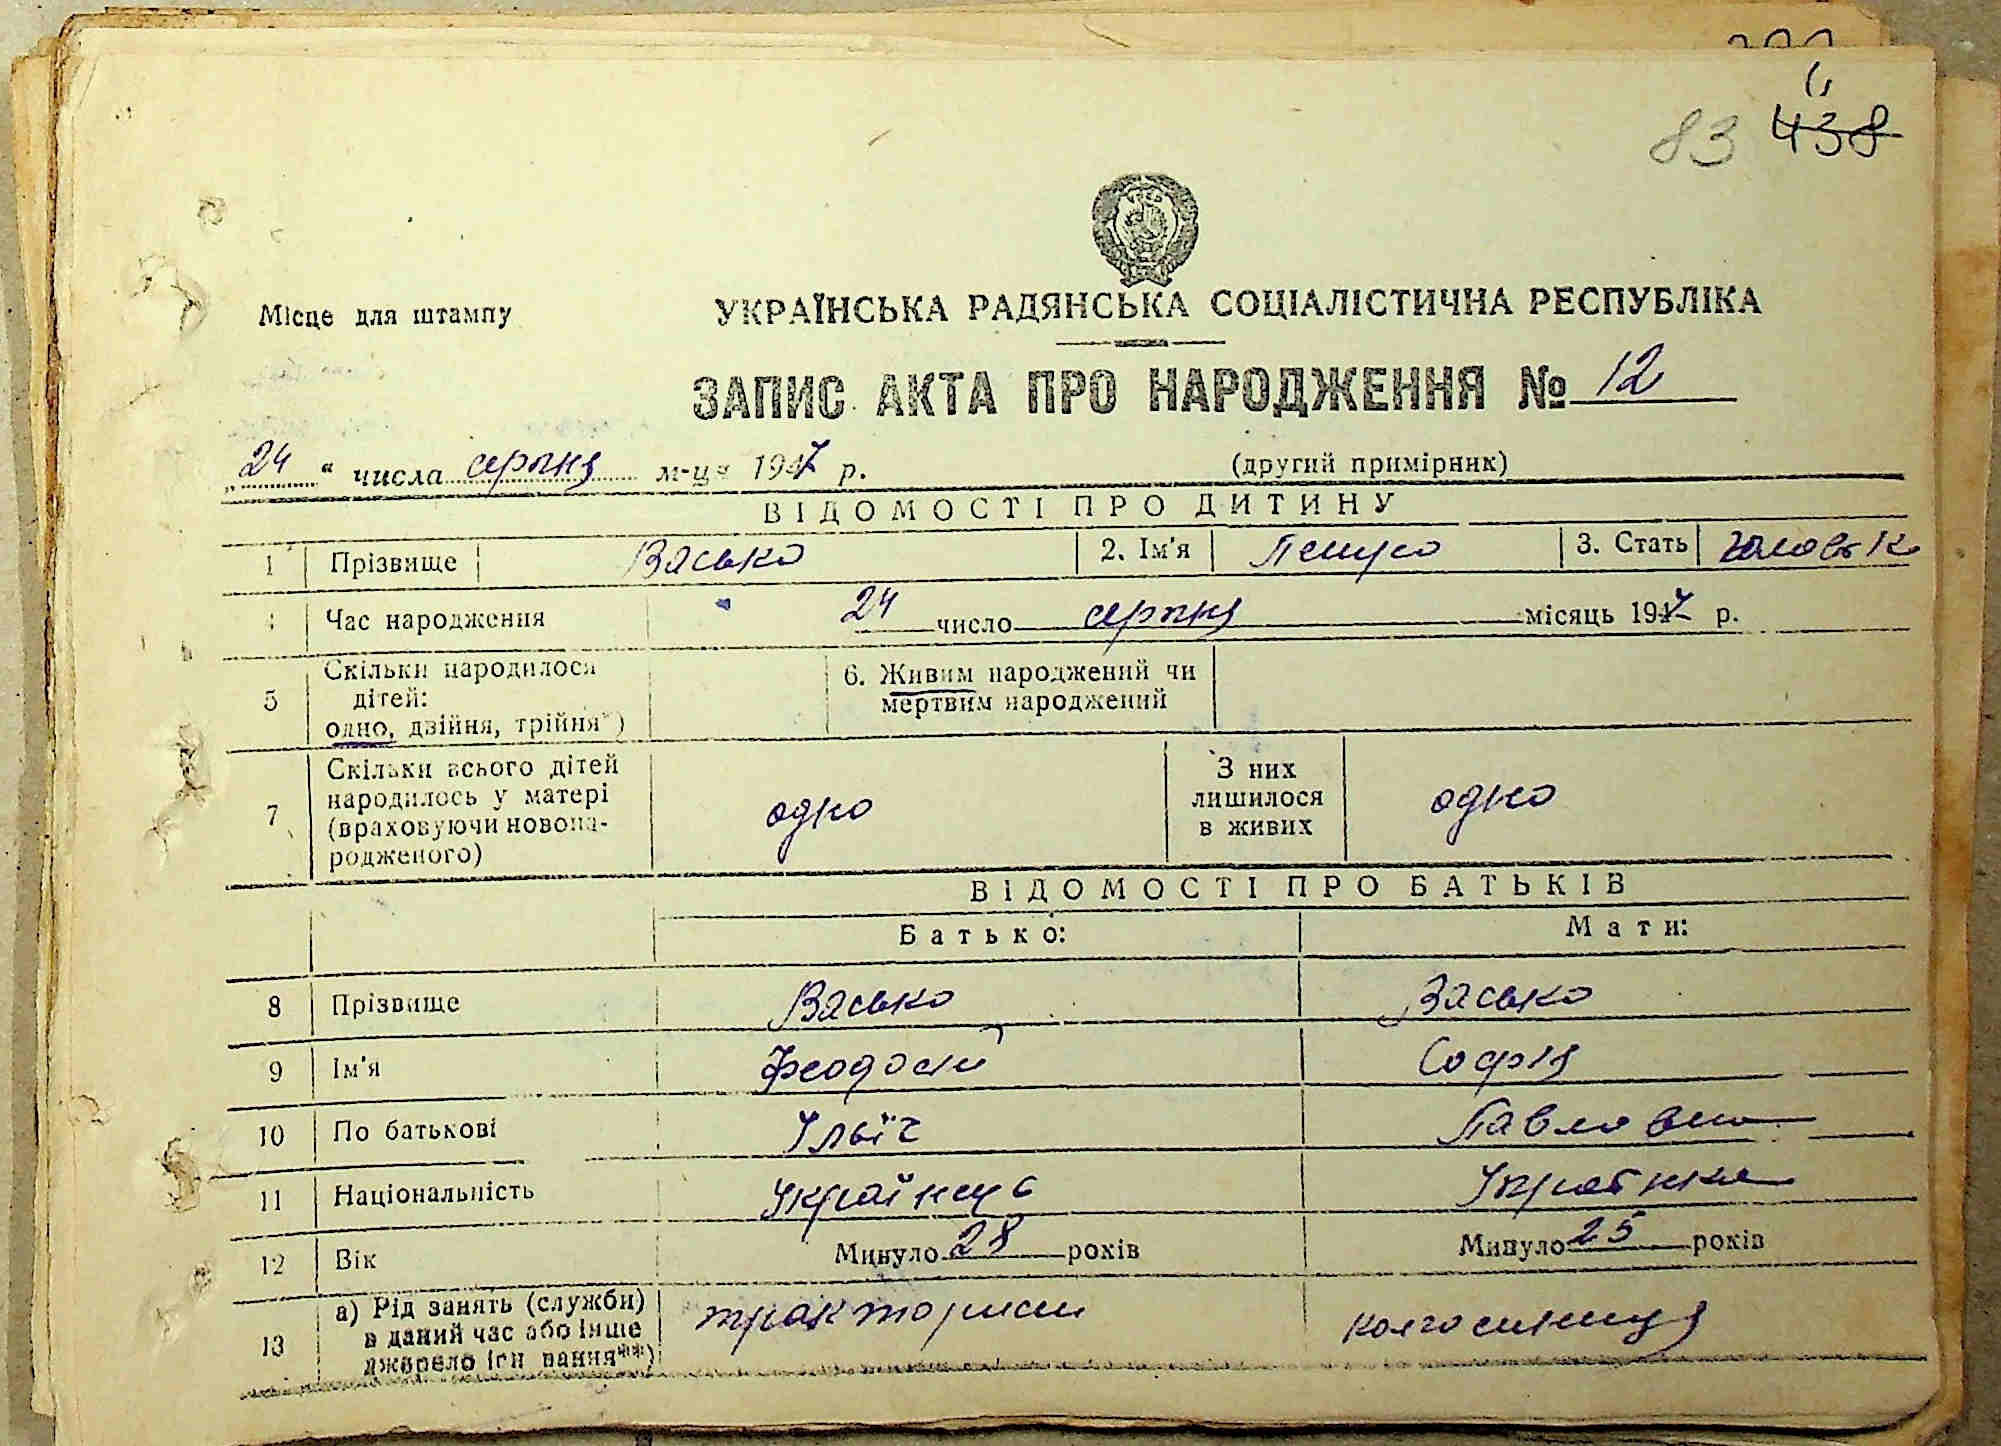 83 438
Місце для штампу
УКРАЇНСЬКА РАДЯНСЬКА СОЦІАЛІСТИЧНА РЕСПУБЛІКА
ЗАПИС АКТА ПРО НАРОДЖЕННЯ № 12
„24“ числа серпня м-ця 1947 р. (другий примірник)
ВІДОМОСТІ ПРО ДИТИНУ
1 Прізвище Васько 2. Ім'я Петро 3. Стать чоловік
4 Час народження 24 число серпня місяць 1947 р.
5 Скільки народилося дітей: одно, двійня, трійня*) 6. Живим народжений чи мертвим народжений
7 Скільки всього дітей народилось у матері (враховуючи новонародженого) одно З них лишилося в живих одно
ВІДОМОСТІ ПРО БАТЬКІВ
Батько: Мати:
8 Прізвище Васько Васько
9 Ім'я Феодосій Софія
10 По батькові Ільїч Павловна
11 Національність Українець Українка
12 Вік Минуло 28 років Минуло 25 років
13 а) Рід занять (служби) в даний час або інше джерело існування**) тракторист колгоспниця